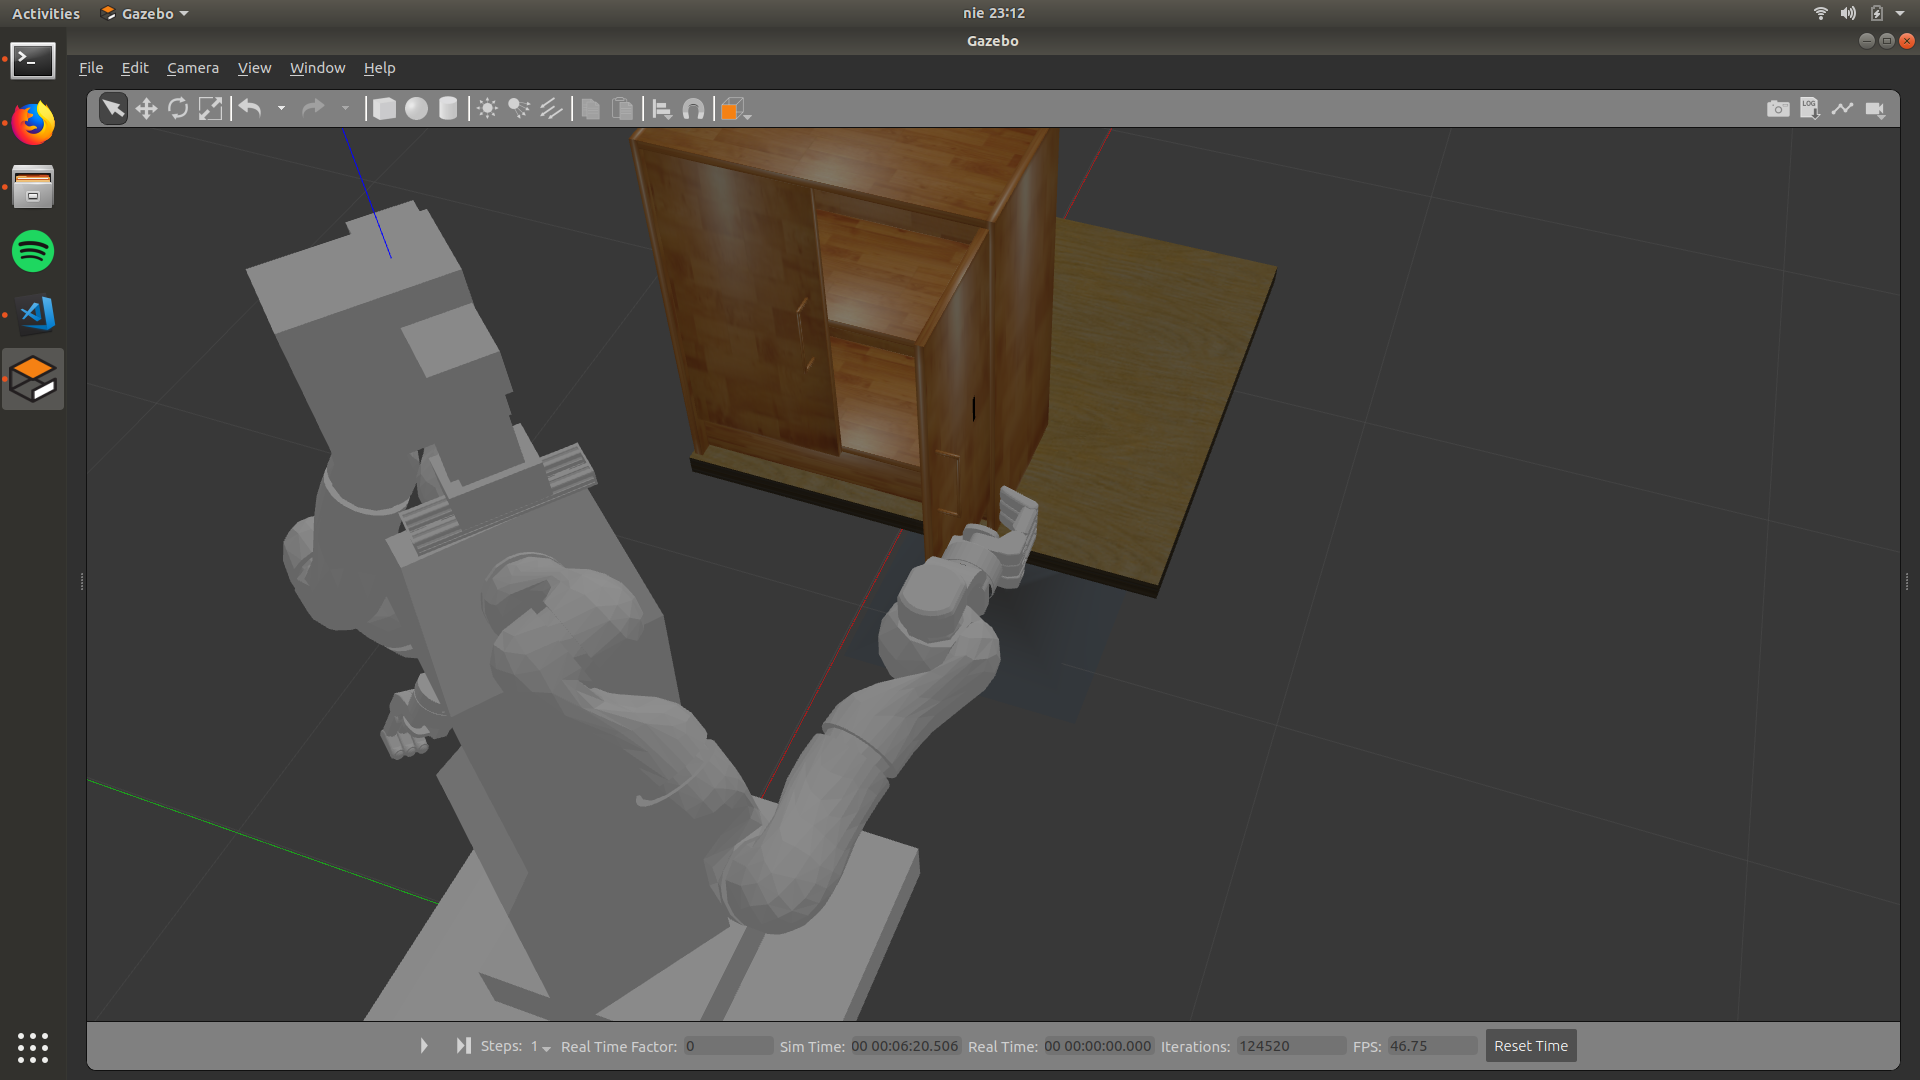 Activities Gazebo nie 23:12
Gazebo
File Edit Camera View Window Help
LOG
Steps: 1 Real Time Factor: 0 Sim Time: 00 00:06:20.506 Real Time: 00 00:00:00.000 Iterations: 124520 FPS: 46.75 Reset Time